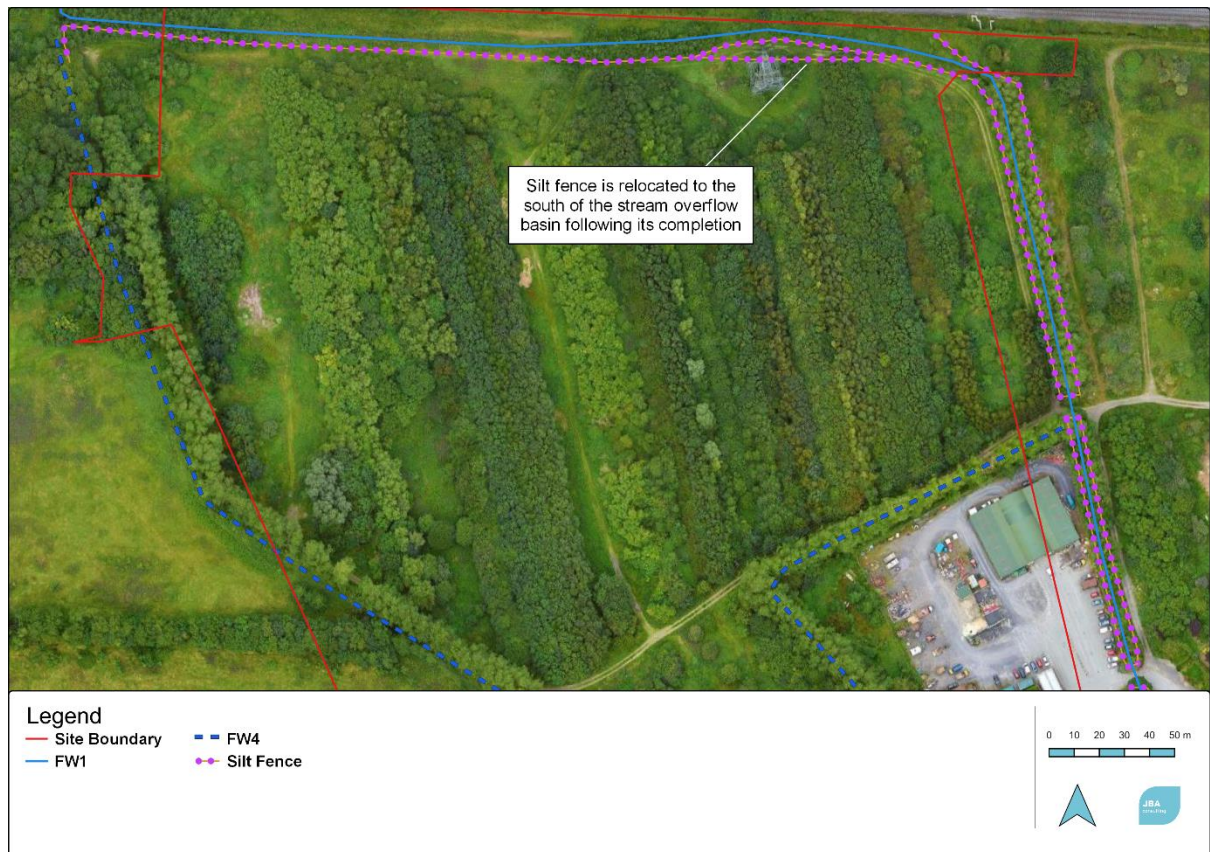 Silt fence is relocated to the
south of the stream overflow
basin following its completion
Legend
Site Boundary
FW1
FW4
Silt Fence
0 10 20 30 40 50 m
JBA
consulting